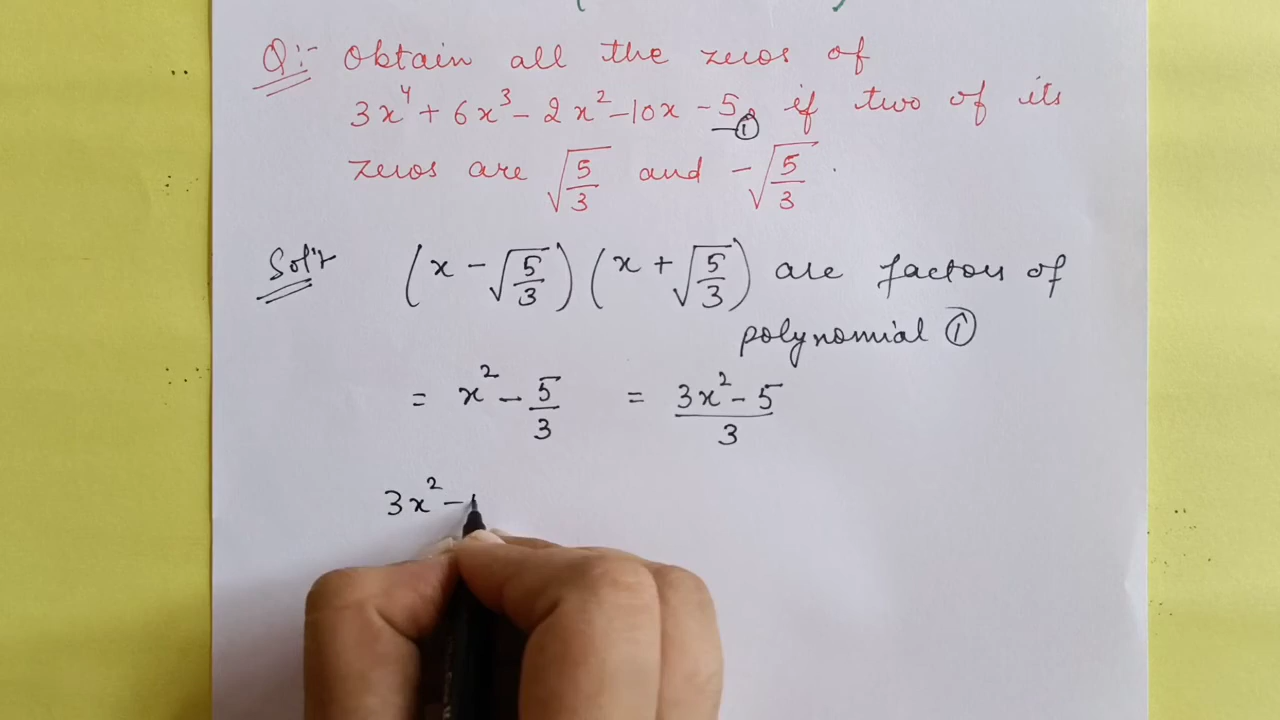 Q:- Obtain all the zeros of
3x⁴ + 6x³ - 2x² - 10x - 5, if two of its
—①
zeros are √(5/3) and -√(5/3).
Solⁿ (x - √(5/3)) (x + √(5/3)) are factors of
polynomial ①
= x² - 5/3 = (3x² - 5)/3
3x² -